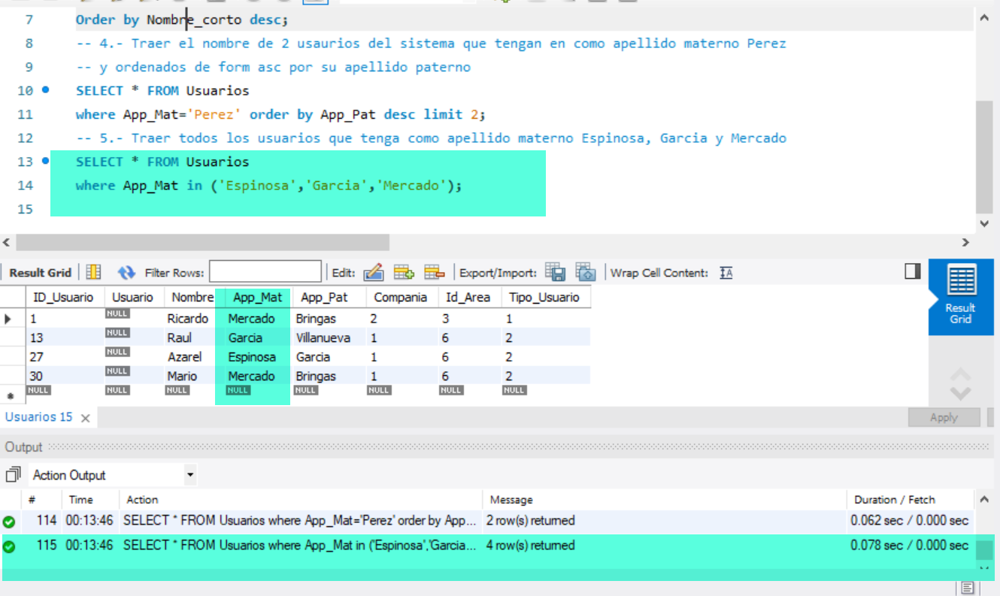 7 Order by Nombre_corto desc;
8 -- 4.- Traer el nombre de 2 usaurios del sistema que tengan en como apellido materno Perez
9 -- y ordenados de form asc por su apellido paterno
10 SELECT * FROM Usuarios
11 where App_Mat='Perez' order by App_Pat desc limit 2;
12 -- 5.- Traer todos los usuarios que tenga como apellido materno Espinosa, Garcia y Mercado
13 SELECT * FROM Usuarios
14 where App_Mat in ('Espinosa','Garcia','Mercado');
15
Result Grid Filter Rows: Edit: Export/Import: Wrap Cell Content: IA
ID_Usuario Usuario Nombre App_Mat App_Pat Compania Id_Area Tipo_Usuario
1 NULL Ricardo Mercado Bringas 2 3 1
13 NULL Raul Garcia Villanueva 1 6 2
27 NULL Azarel Espinosa Garcia 1 6 2
30 NULL Mario Mercado Bringas 1 6 2
NULL NULL NULL NULL NULL NULL NULL NULL
Result
Grid
Usuarios 15 Apply
Output
Action Output
# Time Action Message Duration / Fetch
114 00:13:46 SELECT * FROM Usuarios where App_Mat='Perez' order by App... 2 row(s) returned 0.062 sec / 0.000 sec
115 00:13:46 SELECT * FROM Usuarios where App_Mat in ('Espinosa','Garcia... 4 row(s) returned 0.078 sec / 0.000 sec